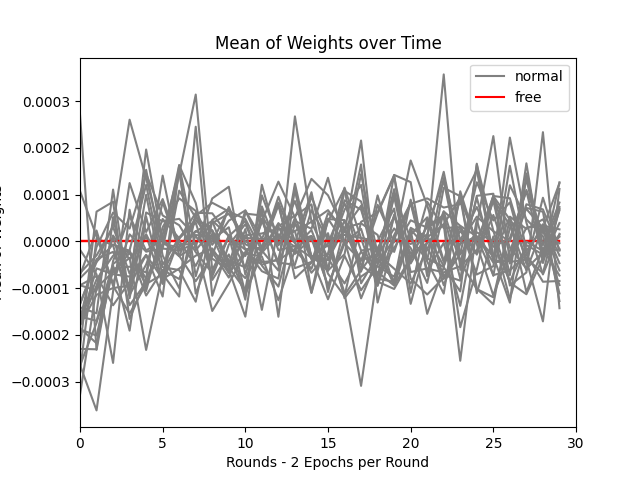 Mean of Weights over Time
normal
free
0.0003
0.0002
0.0001
0.0000
−0.0001
−0.0002
−0.0003
0 5 10 15 20 25 30
Rounds - 2 Epochs per Round